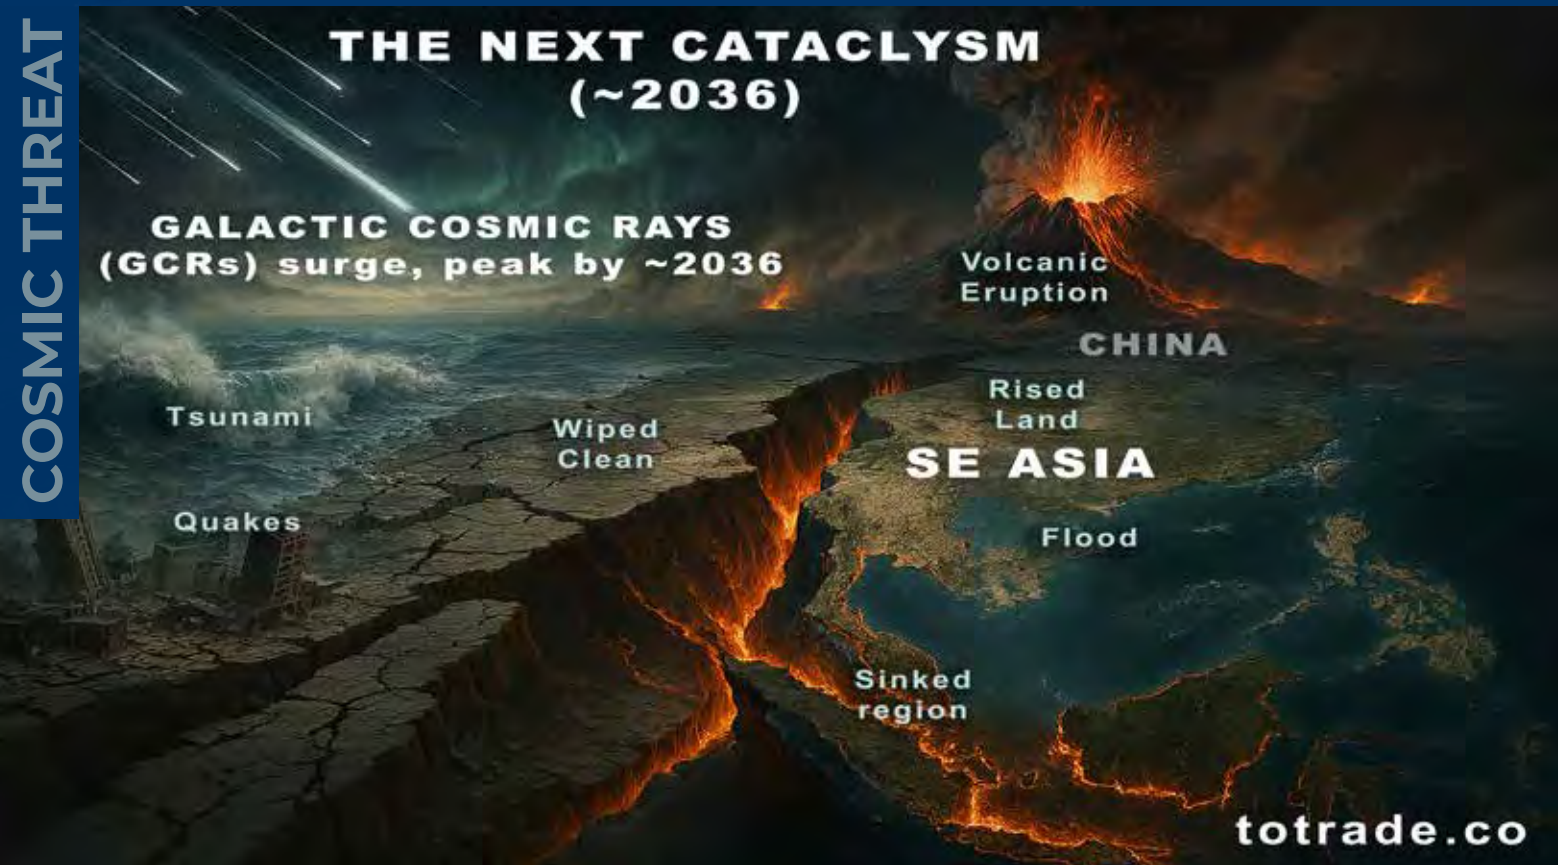 COSMIC THREAT
THE NEXT CATACLYSM
(~2036)
GALACTIC COSMIC RAYS
(GCRs) surge, peak by ~2036
Volcanic
Eruption
CHINA
Rised
Land
Tsunami
Wiped
Clean
SE ASIA
Quakes
Flood
Sinked
region
totrade.co